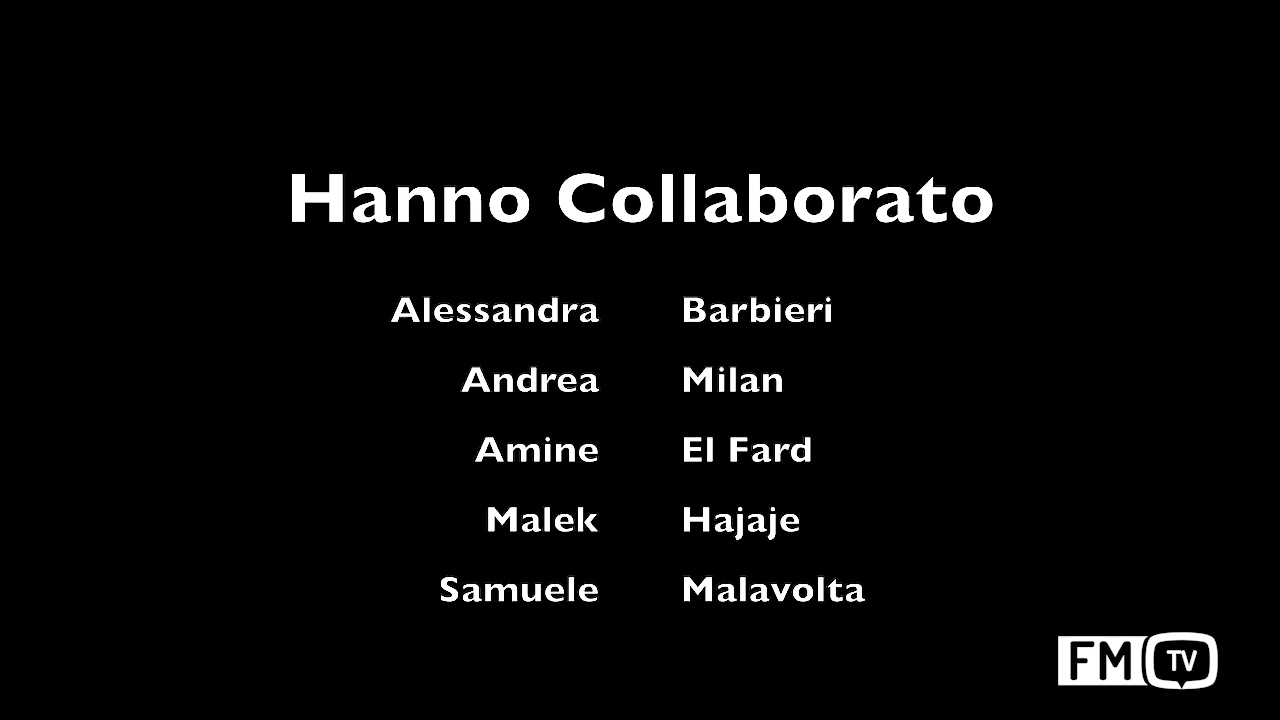 Hanno Collaborato
Alessandra Barbieri
Andrea Milan
Amine El Fard
Malek Hajaje
Samuele Malavolta
FM TV